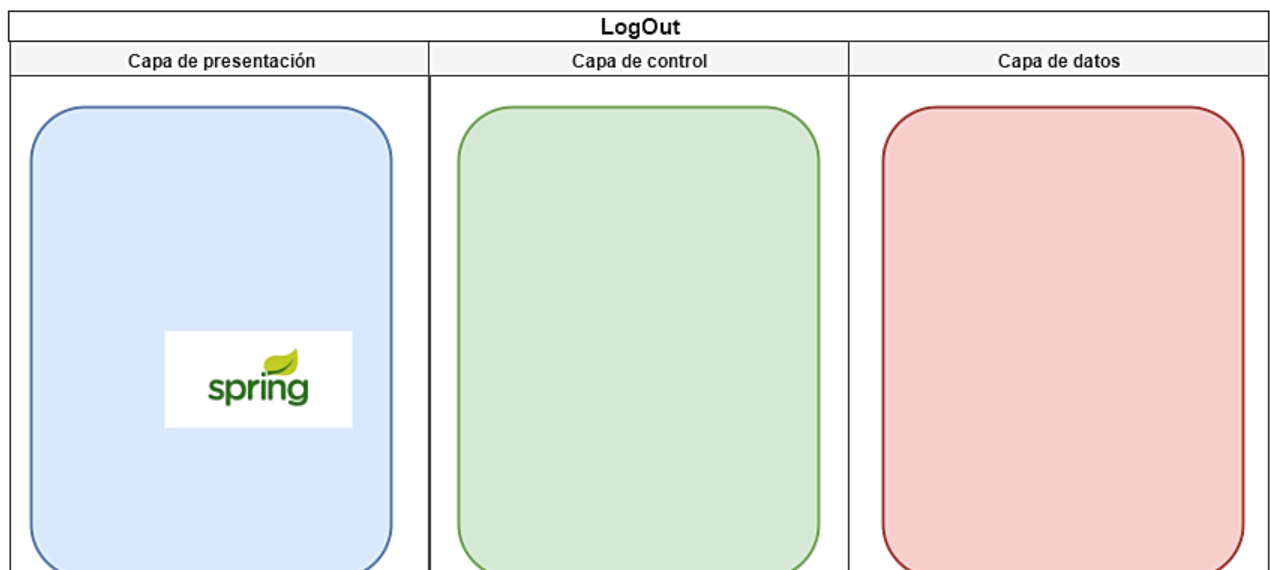 LogOut
Capa de presentación
Capa de control
Capa de datos
spring